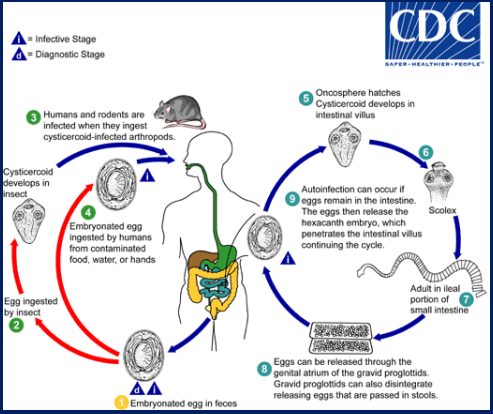 CDC
SAFER • HEALTHIER • PEOPLE™
i = Infective Stage
d = Diagnostic Stage
3 Humans and rodents are
infected when they ingest
cysticercoid-infected arthropods.
5 Oncosphere hatches
Cysticercoid develops in
intestinal villus
6
Scolex
Cysticercoid
develops in
insect
i
4
Embryonated egg
ingested by humans
from contaminated
food, water, or hands
Autoinfection can occur if
9 eggs remain in the intestine.
The eggs then release the
hexacanth embryo, which
penetrates the intestinal villus
continuing the cycle.
i
Adult in ileal
portion of 7
small intestine
Egg ingested
by insect
2
Eggs can be released through the
8 genital atrium of the gravid proglottids.
Gravid proglottids can also disintegrate
releasing eggs that are passed in stools.
d i
1 Embryonated egg in feces